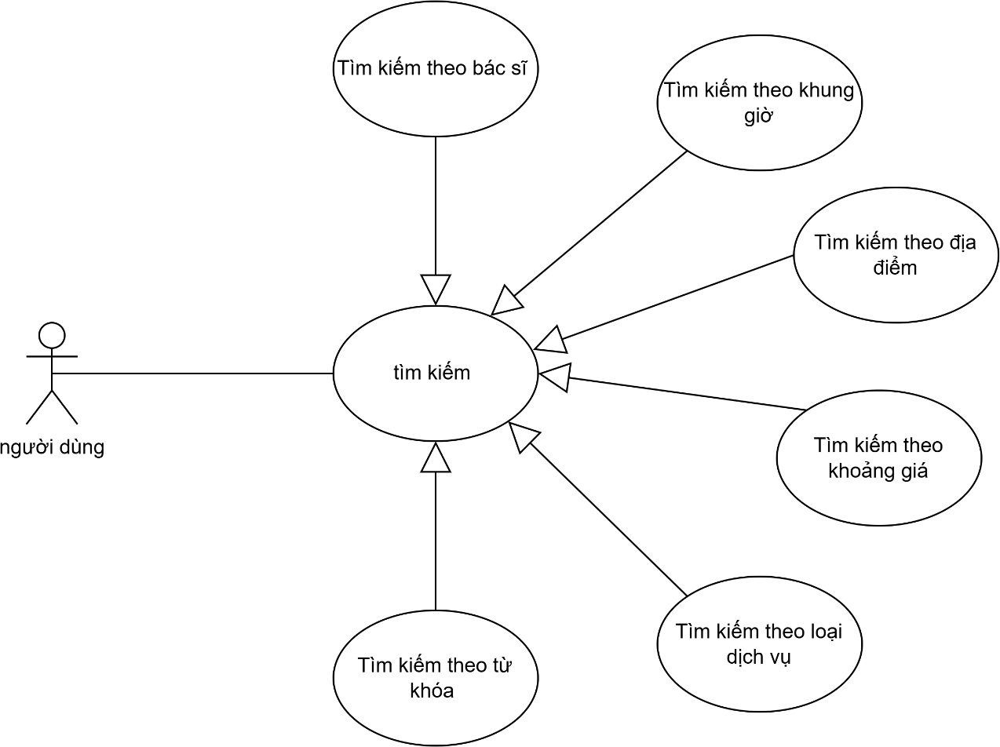 Tìm kiếm theo bác sĩ
Tìm kiếm theo khung
giờ
Tìm kiếm theo địa
điểm
tìm kiếm
người dùng
Tìm kiếm theo
khoảng giá
Tìm kiếm theo loại
dịch vụ
Tìm kiếm theo từ
khóa